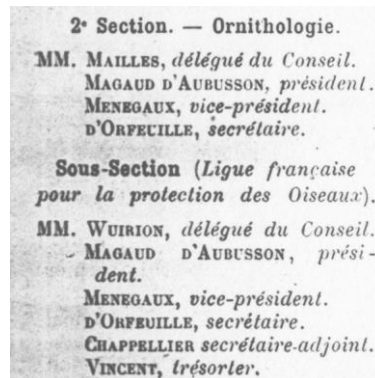 2e Section. — Ornithologie.
MM. MAILLES, délégué du Conseil.
MAGAUD D'AUBUSSON, président.
MENEGAUX, vice-président.
D'ORFEUILLE, secrétaire.
Sous-Section (Ligue française
pour la protection des Oiseaux).
MM. WUIRION, délégué du Conseil.
MAGAUD D'AUBUSSON, prési-
dent.
MENEGAUX, vice-président.
D'ORFEUILLE, secrétaire.
CHAPPELLIER secrétaire-adjoint.
VINCENT, trésorier.